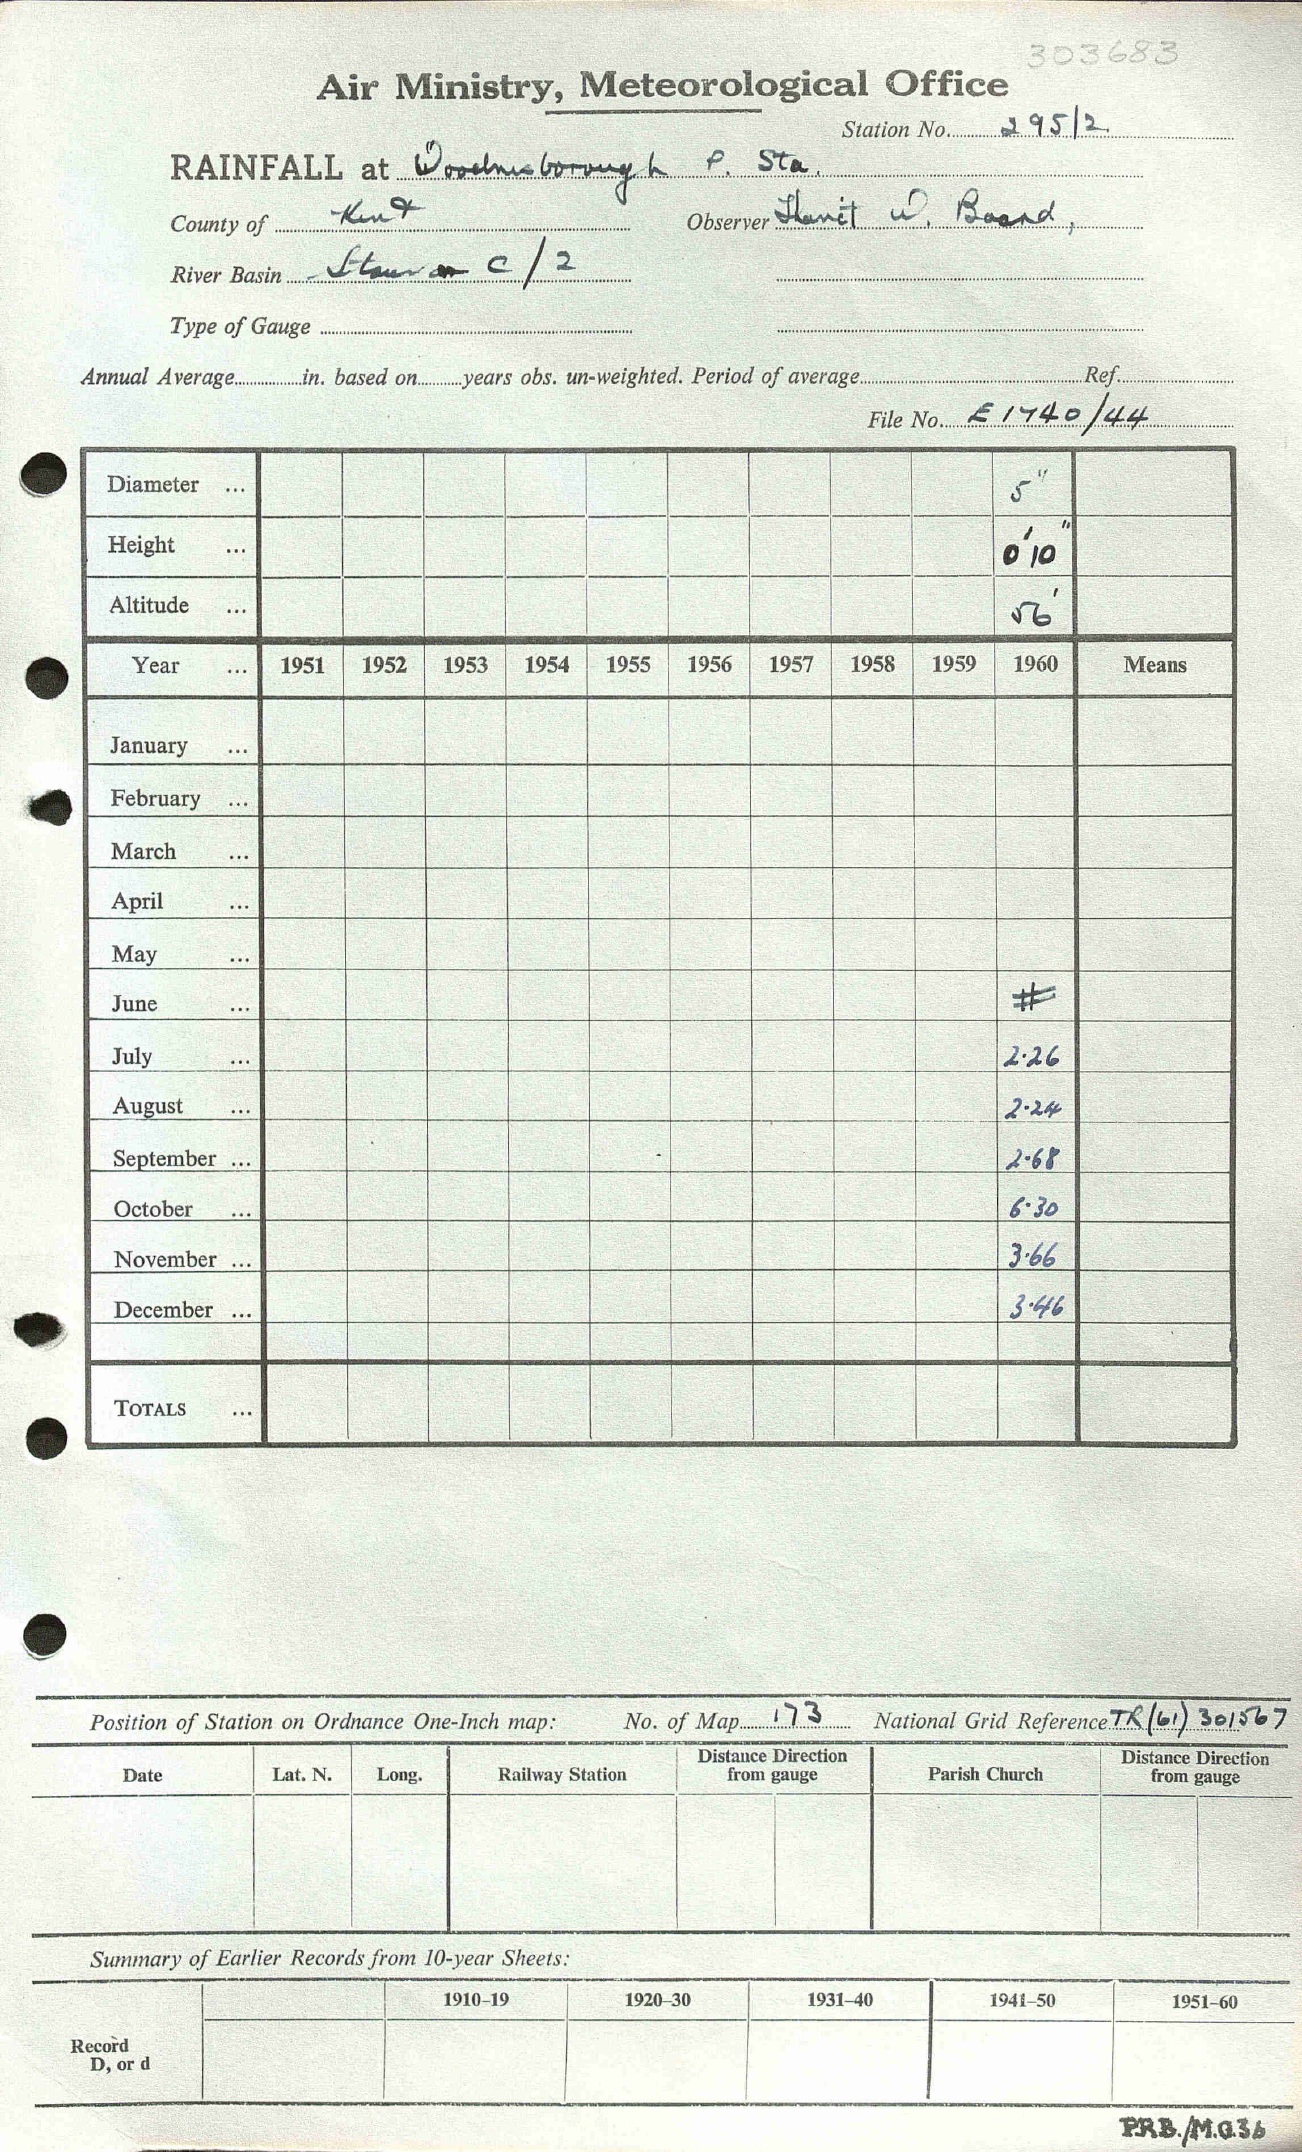 303683
Air Ministry, Meteorological Office
Station No. 295/2
RAINFALL at Woodnesborough P. Sta.
County of Kent Observer Thanet W. Board,
River Basin Stour C/2
Type of Gauge
Annual Average in. based on years obs. un-weighted. Period of average Ref.
File No. E1740/44
Diameter ... 5"
Height ... 0'10"
Altitude ... 56'
Year ... 1951 1952 1953 1954 1955 1956 1957 1958 1959 1960 Means
January ...
February ...
March ...
April ...
May ...
June ... #
July ... 2.26
August ... 2.24
September ... 2.68
October ... 6.30
November ... 3.66
December ... 3.46
TOTALS ...
Position of Station on Ordnance One-Inch map: No. of Map 173 National Grid Reference TR(61) 301567
Date Lat. N. Long. Railway Station Distance Direction from gauge Parish Church Distance Direction from gauge
Summary of Earlier Records from 10-year Sheets:
1910–19 1920–30 1931–40 1941–50 1951–60
Record
D, or d
P.R.B./M.O.36